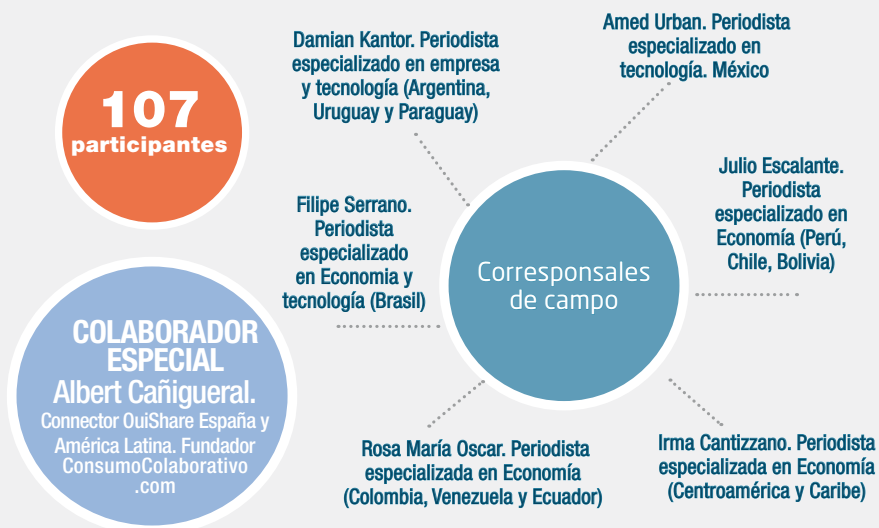 107
participantes
COLABORADOR
ESPECIAL
Albert Cañigueral.
Connector OuiShare España y
América Latina. Fundador
ConsumoColaborativo
.com
Damian Kantor. Periodista
especializado en empresa
y tecnología (Argentina,
Uruguay y Paraguay)
Amed Urban. Periodista
especializado en
tecnología. México
Filipe Serrano.
Periodista
especializado
en Economia y
tecnología (Brasil)
Corresponsales
de campo
Julio Escalante.
Periodista
especializado en
Economía (Perú,
Chile, Bolivia)
Rosa María Oscar. Periodista
especializada en Economía
(Colombia, Venezuela y Ecuador)
Irma Cantizzano. Periodista
especializada en Economía
(Centroamérica y Caribe)